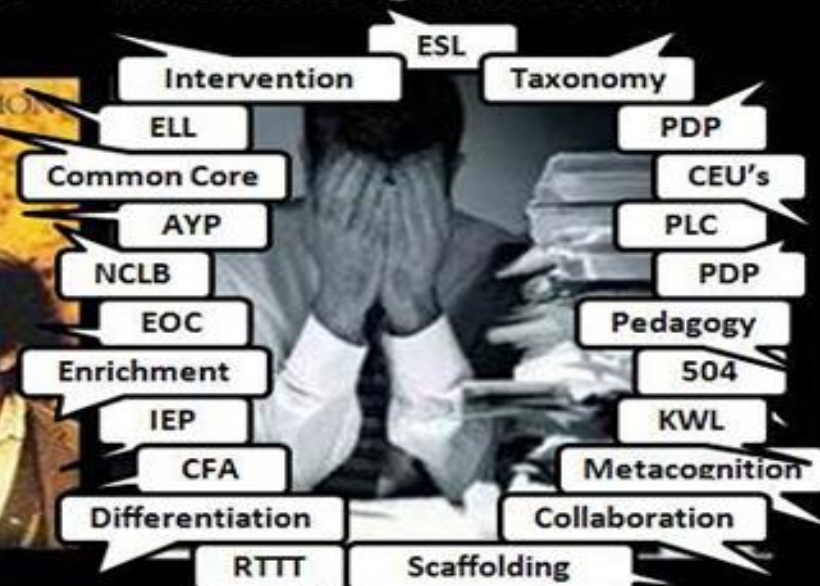 ESL
Intervention
Taxonomy
ELL
PDP
Common Core
CEU's
AYP
PLC
NCLB
PDP
EOC
Pedagogy
Enrichment
504
IEP
KWL
CFA
Metacognition
Differentiation
Collaboration
RTTT
Scaffolding